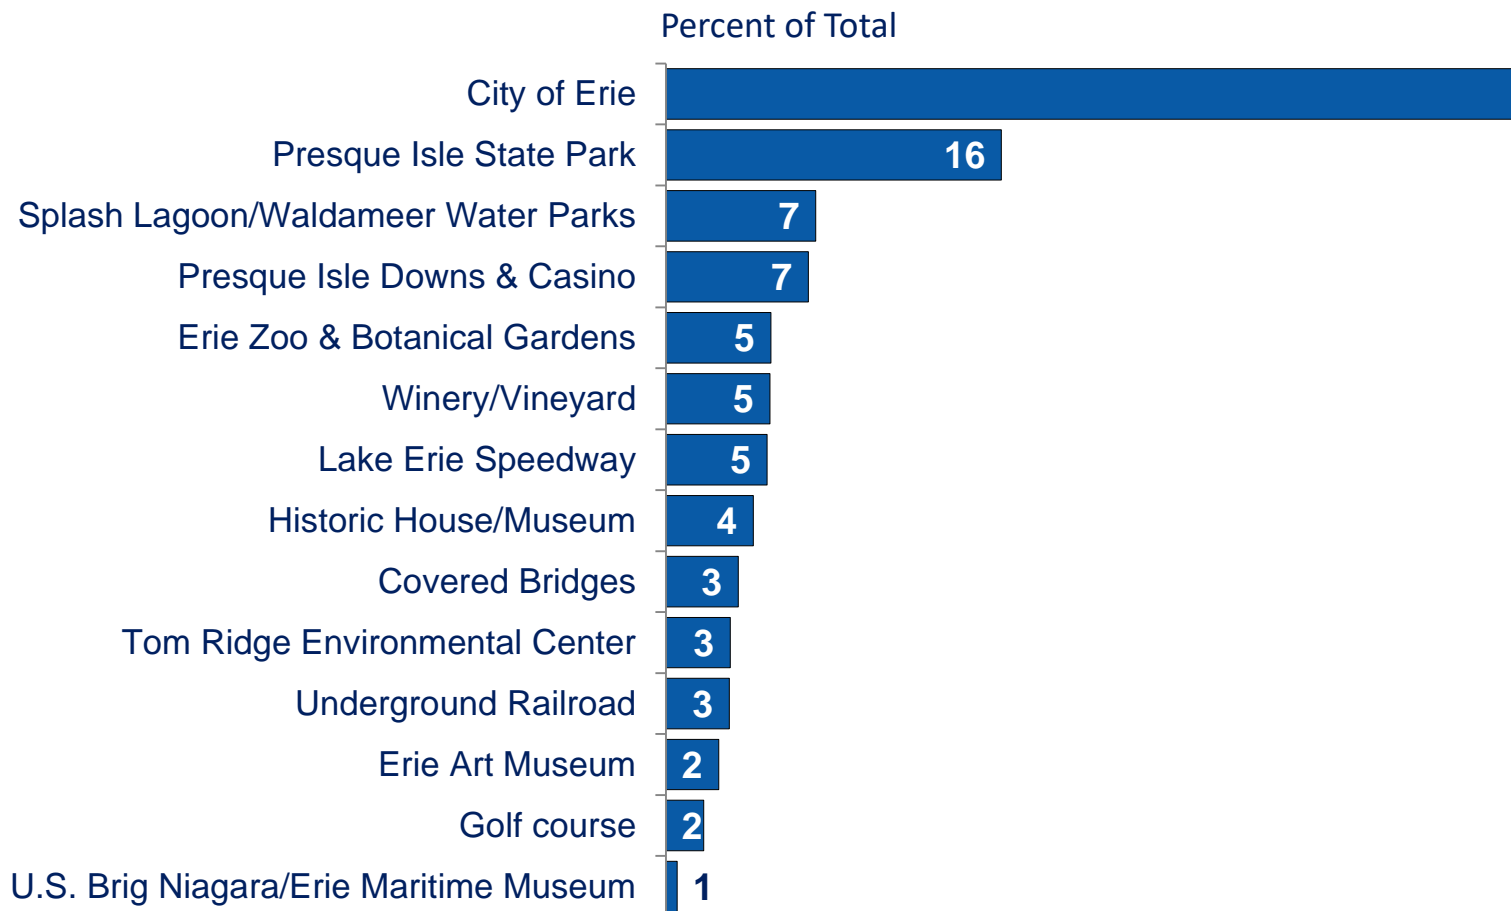 Percent of Total
City of Erie
Presque Isle State Park 16
Splash Lagoon/Waldameer Water Parks 7
Presque Isle Downs & Casino 7
Erie Zoo & Botanical Gardens 5
Winery/Vineyard 5
Lake Erie Speedway 5
Historic House/Museum 4
Covered Bridges 3
Tom Ridge Environmental Center 3
Underground Railroad 3
Erie Art Museum 2
Golf course 2
U.S. Brig Niagara/Erie Maritime Museum 1